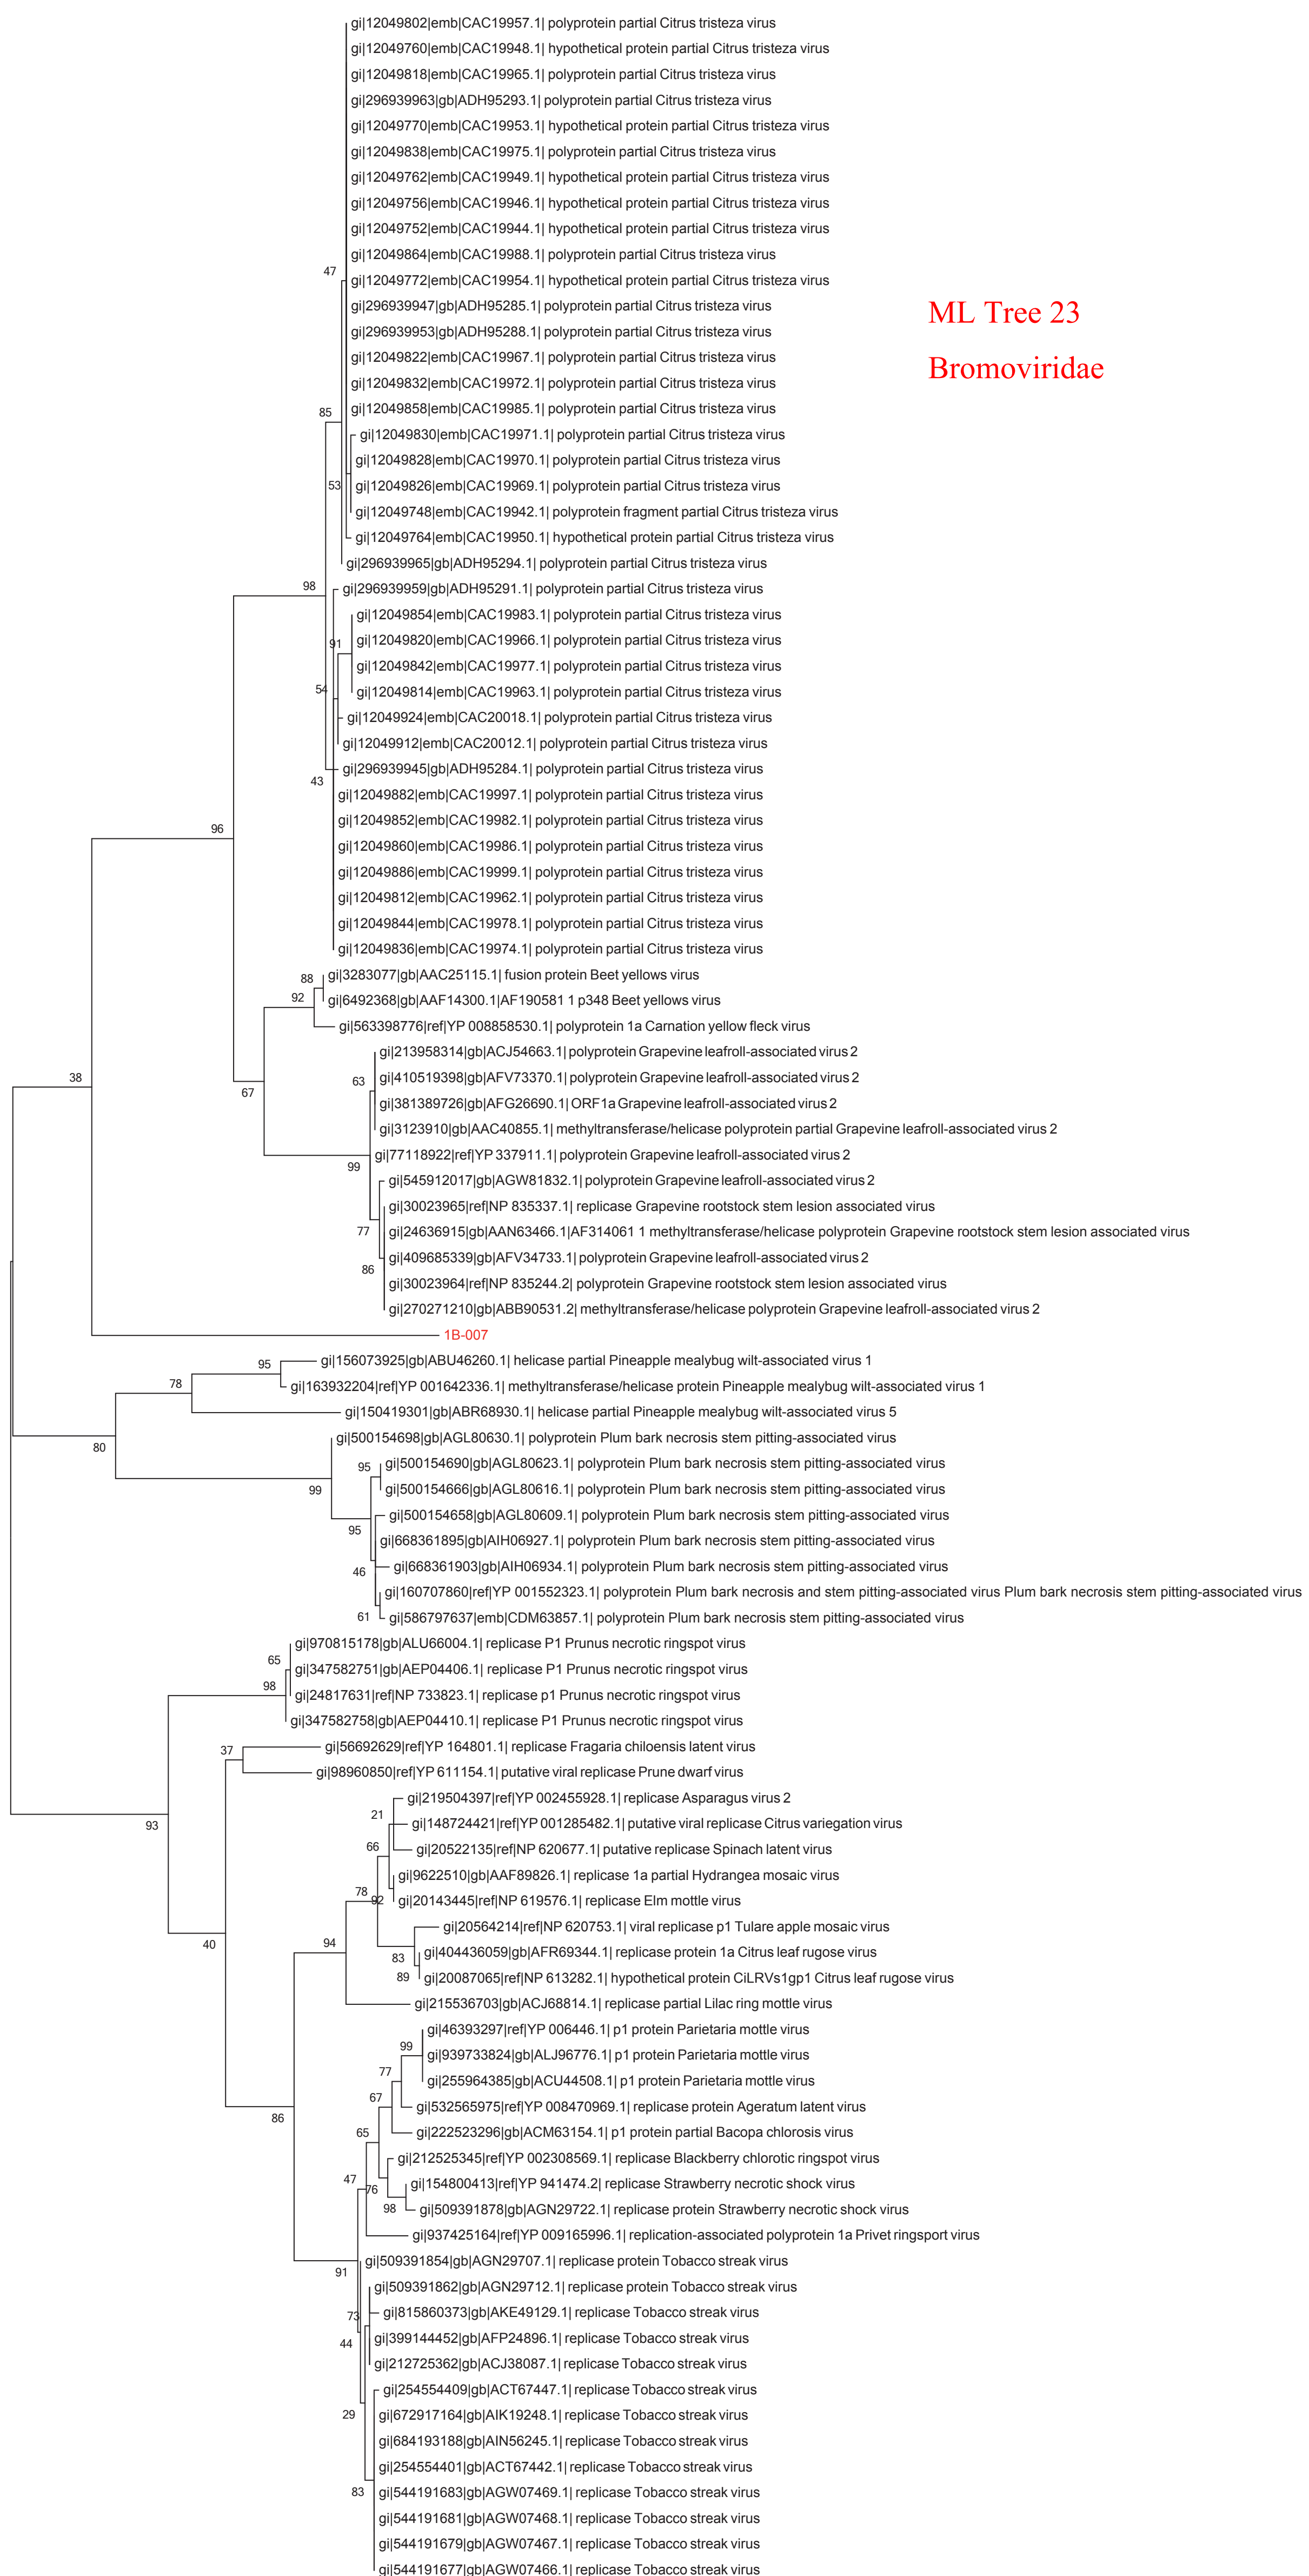 gi|12049802|emb|CAC19957.1| polyprotein partial Citrus tristeza virus
gi|12049760|emb|CAC19948.1| hypothetical protein partial Citrus tristeza virus
gi|12049818|emb|CAC19965.1| polyprotein partial Citrus tristeza virus
gi|296939963|gb|ADH95293.1| polyprotein partial Citrus tristeza virus
gi|12049770|emb|CAC19953.1| hypothetical protein partial Citrus tristeza virus
gi|12049838|emb|CAC19975.1| polyprotein partial Citrus tristeza virus
gi|12049762|emb|CAC19949.1| hypothetical protein partial Citrus tristeza virus
gi|12049756|emb|CAC19946.1| hypothetical protein partial Citrus tristeza virus
gi|12049752|emb|CAC19944.1| hypothetical protein partial Citrus tristeza virus
gi|12049864|emb|CAC19988.1| polyprotein partial Citrus tristeza virus
47
gi|12049772|emb|CAC19954.1| hypothetical protein partial Citrus tristeza virus
gi|296939947|gb|ADH95285.1| polyprotein partial Citrus tristeza virus
ML Tree 23
gi|296939953|gb|ADH95288.1| polyprotein partial Citrus tristeza virus
gi|12049822|emb|CAC19967.1| polyprotein partial Citrus tristeza virus
Bromoviridae
gi|12049832|emb|CAC19972.1| polyprotein partial Citrus tristeza virus
gi|12049858|emb|CAC19985.1| polyprotein partial Citrus tristeza virus
85
gi|12049830|emb|CAC19971.1| polyprotein partial Citrus tristeza virus
gi|12049828|emb|CAC19970.1| polyprotein partial Citrus tristeza virus
53
gi|12049826|emb|CAC19969.1| polyprotein partial Citrus tristeza virus
gi|12049748|emb|CAC19942.1| polyprotein fragment partial Citrus tristeza virus
gi|12049764|emb|CAC19950.1| hypothetical protein partial Citrus tristeza virus
gi|296939965|gb|ADH95294.1| polyprotein partial Citrus tristeza virus
98
gi|296939959|gb|ADH95291.1| polyprotein partial Citrus tristeza virus
gi|12049854|emb|CAC19983.1| polyprotein partial Citrus tristeza virus
91
gi|12049820|emb|CAC19966.1| polyprotein partial Citrus tristeza virus
gi|12049842|emb|CAC19977.1| polyprotein partial Citrus tristeza virus
54
gi|12049814|emb|CAC19963.1| polyprotein partial Citrus tristeza virus
gi|12049924|emb|CAC20018.1| polyprotein partial Citrus tristeza virus
gi|12049912|emb|CAC20012.1| polyprotein partial Citrus tristeza virus
gi|296939945|gb|ADH95284.1| polyprotein partial Citrus tristeza virus
43
gi|12049882|emb|CAC19997.1| polyprotein partial Citrus tristeza virus
gi|12049852|emb|CAC19982.1| polyprotein partial Citrus tristeza virus
96
gi|12049860|emb|CAC19986.1| polyprotein partial Citrus tristeza virus
gi|12049886|emb|CAC19999.1| polyprotein partial Citrus tristeza virus
gi|12049812|emb|CAC19962.1| polyprotein partial Citrus tristeza virus
gi|12049844|emb|CAC19978.1| polyprotein partial Citrus tristeza virus
gi|12049836|emb|CAC19974.1| polyprotein partial Citrus tristeza virus
88
gi|3283077|gb|AAC25115.1| fusion protein Beet yellows virus
92
gi|6492368|gb|AAF14300.1|AF190581 1 p348 Beet yellows virus
gi|563398776|ref|YP 008858530.1| polyprotein 1a Carnation yellow fleck virus
gi|213958314|gb|ACJ54663.1| polyprotein Grapevine leafroll-associated virus 2
38
63
gi|410519398|gb|AFV73370.1| polyprotein Grapevine leafroll-associated virus 2
67
gi|381389726|gb|AFG26690.1| ORF1a Grapevine leafroll-associated virus 2
gi|3123910|gb|AAC40855.1| methyltransferase/helicase polyprotein partial Grapevine leafroll-associated virus 2
gi|77118922|ref|YP 337911.1| polyprotein Grapevine leafroll-associated virus 2
99
gi|545912017|gb|AGW81832.1| polyprotein Grapevine leafroll-associated virus 2
gi|30023965|ref|NP 835337.1| replicase Grapevine rootstock stem lesion associated virus
77
gi|24636915|gb|AAN63466.1|AF314061 1 methyltransferase/helicase polyprotein Grapevine rootstock stem lesion associated virus
gi|409685339|gb|AFV34733.1| polyprotein Grapevine leafroll-associated virus 2
86
gi|30023964|ref|NP 835244.2| polyprotein Grapevine rootstock stem lesion associated virus
gi|270271210|gb|ABB90531.2| methyltransferase/helicase polyprotein Grapevine leafroll-associated virus 2
1B-007
95
gi|156073925|gb|ABU46260.1| helicase partial Pineapple mealybug wilt-associated virus 1
78
gi|163932204|ref|YP 001642336.1| methyltransferase/helicase protein Pineapple mealybug wilt-associated virus 1
gi|150419301|gb|ABR68930.1| helicase partial Pineapple mealybug wilt-associated virus 5
80
gi|500154698|gb|AGL80630.1| polyprotein Plum bark necrosis stem pitting-associated virus
95
gi|500154690|gb|AGL80623.1| polyprotein Plum bark necrosis stem pitting-associated virus
99
gi|500154666|gb|AGL80616.1| polyprotein Plum bark necrosis stem pitting-associated virus
gi|500154658|gb|AGL80609.1| polyprotein Plum bark necrosis stem pitting-associated virus
95
gi|668361895|gb|AIH06927.1| polyprotein Plum bark necrosis stem pitting-associated virus
gi|668361903|gb|AIH06934.1| polyprotein Plum bark necrosis stem pitting-associated virus
46
gi|160707860|ref|YP 001552323.1| polyprotein Plum bark necrosis and stem pitting-associated virus Plum bark necrosis stem pitting-associated virus
61
gi|586797637|emb|CDM63857.1| polyprotein Plum bark necrosis stem pitting-associated virus
gi|970815178|gb|ALU66004.1| replicase P1 Prunus necrotic ringspot virus
65
gi|347582751|gb|AEP04406.1| replicase P1 Prunus necrotic ringspot virus
98
gi|24817631|ref|NP 733823.1| replicase p1 Prunus necrotic ringspot virus
gi|347582758|gb|AEP04410.1| replicase P1 Prunus necrotic ringspot virus
37
gi|56692629|ref|YP 164801.1| replicase Fragaria chiloensis latent virus
gi|98960850|ref|YP 611154.1| putative viral replicase Prune dwarf virus
gi|219504397|ref|YP 002455928.1| replicase Asparagus virus 2
93
21
gi|148724421|ref|YP 001285482.1| putative viral replicase Citrus variegation virus
66
gi|20522135|ref|NP 620677.1| putative replicase Spinach latent virus
gi|9622510|gb|AAF89826.1| replicase 1a partial Hydrangea mosaic virus
78
92
gi|20143445|ref|NP 619576.1| replicase Elm mottle virus
gi|20564214|ref|NP 620753.1| viral replicase p1 Tulare apple mosaic virus
40
94
83
gi|404436059|gb|AFR69344.1| replicase protein 1a Citrus leaf rugose virus
89
gi|20087065|ref|NP 613282.1| hypothetical protein CiLRVs1gp1 Citrus leaf rugose virus
gi|215536703|gb|ACJ68814.1| replicase partial Lilac ring mottle virus
gi|46393297|ref|YP 006446.1| p1 protein Parietaria mottle virus
99
gi|939733824|gb|ALJ96776.1| p1 protein Parietaria mottle virus
77
gi|255964385|gb|ACU44508.1| p1 protein Parietaria mottle virus
67
gi|532565975|ref|YP 008470969.1| replicase protein Ageratum latent virus
86
65
gi|222523296|gb|ACM63154.1| p1 protein partial Bacopa chlorosis virus
gi|212525345|ref|YP 002308569.1| replicase Blackberry chlorotic ringspot virus
47
76
gi|154800413|ref|YP 941474.2| replicase Strawberry necrotic shock virus
98
gi|509391878|gb|AGN29722.1| replicase protein Strawberry necrotic shock virus
gi|937425164|ref|YP 009165996.1| replication-associated polyprotein 1a Privet ringsport virus
gi|509391854|gb|AGN29707.1| replicase protein Tobacco streak virus
91
gi|509391862|gb|AGN29712.1| replicase protein Tobacco streak virus
73
gi|815860373|gb|AKE49129.1| replicase Tobacco streak virus
44
gi|399144452|gb|AFP24896.1| replicase Tobacco streak virus
gi|212725362|gb|ACJ38087.1| replicase Tobacco streak virus
gi|254554409|gb|ACT67447.1| replicase Tobacco streak virus
29
gi|672917164|gb|AIK19248.1| replicase Tobacco streak virus
gi|684193188|gb|AIN56245.1| replicase Tobacco streak virus
gi|254554401|gb|ACT67442.1| replicase Tobacco streak virus
83
gi|544191683|gb|AGW07469.1| replicase Tobacco streak virus
gi|544191681|gb|AGW07468.1| replicase Tobacco streak virus
gi|544191679|gb|AGW07467.1| replicase Tobacco streak virus
gi|544191677|gb|AGW07466.1| replicase Tobacco streak virus